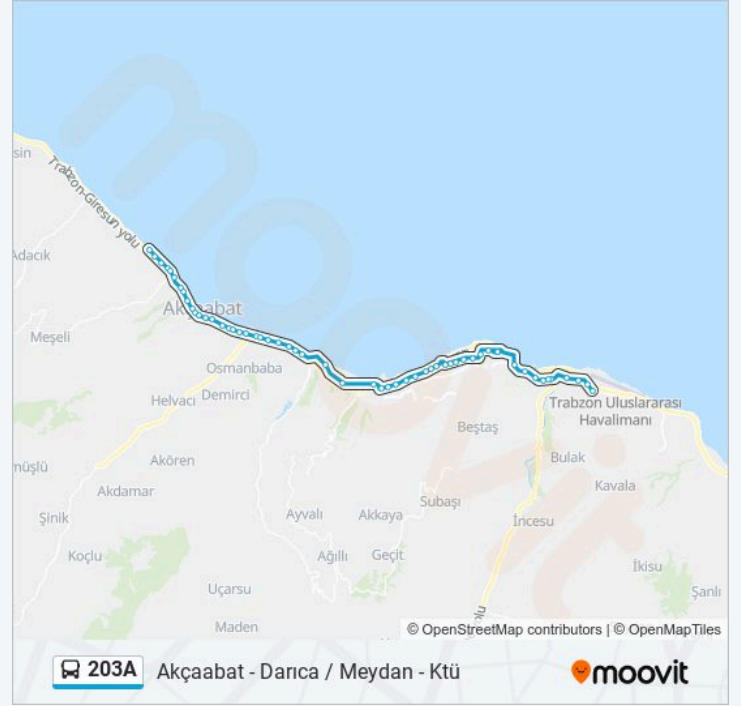 sin
Trabzon-Giresun yolu
Adacık
Akçaabat
Meşeli
Osmanbaba
Helvacı
Demirci
Trabzon Uluslararası
Havalimanı
Beştaş
Akören
Bulak
müşlü
Akdamar
Kavala
Subaşı
Şinik
Ayvalı
Akkaya
İncesu
Koçlu
Ağıllı
Geçit
İkisu
Uçarsu
Şanlı
Maden
olu
© OpenStreetMap contributors | © OpenMapTiles
203A Akçaabat - Darıca / Meydan - Ktü
moovit